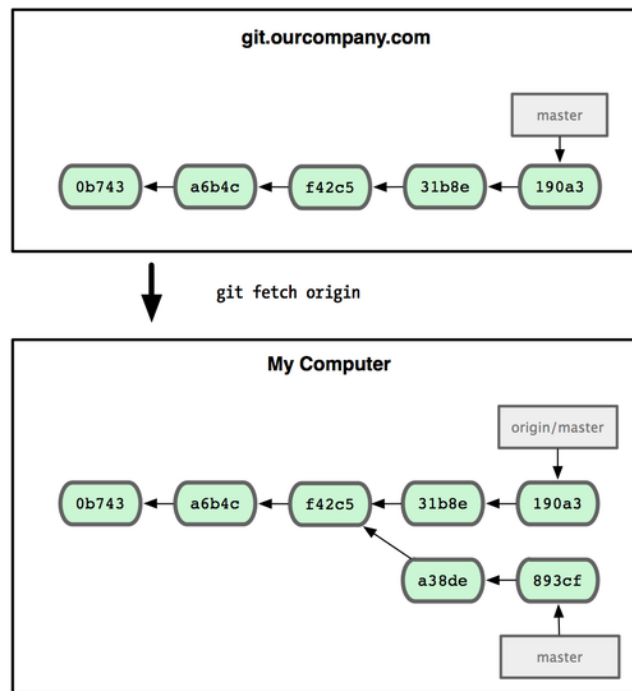 git.ourcompany.com
master
0b743 a6b4c f42c5 31b8e 190a3
git fetch origin
My Computer
origin/master
0b743 a6b4c f42c5 31b8e 190a3
a38de 893cf
master